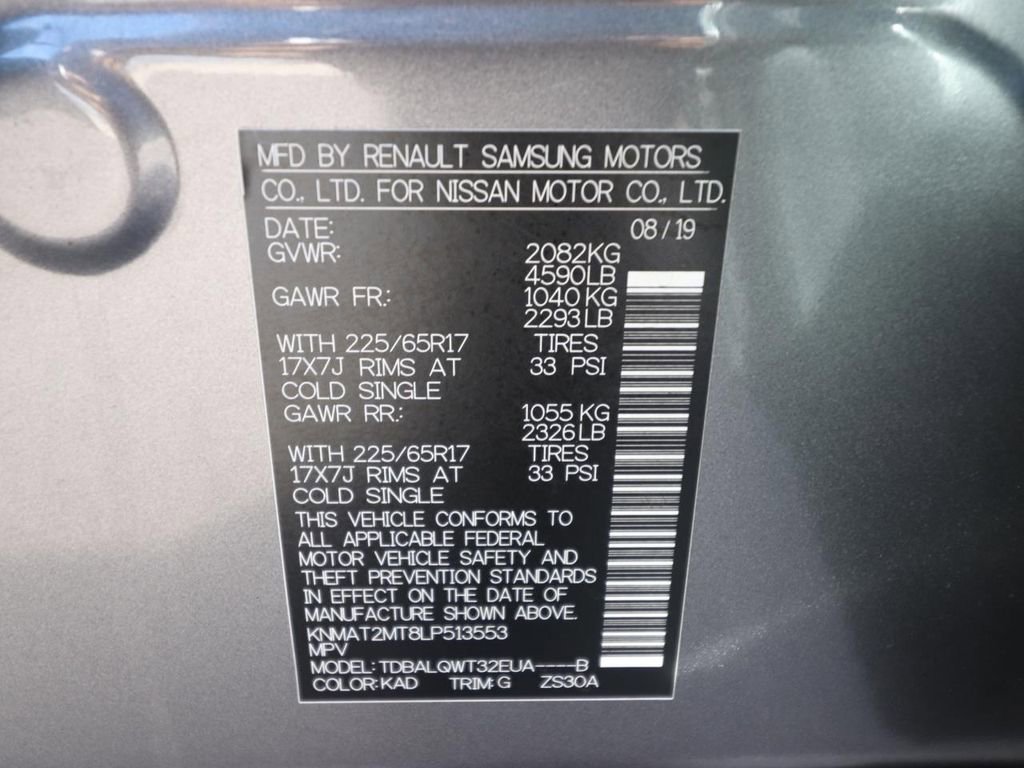 MFD BY RENAULT SAMSUNG MOTORS
CO., LTD. FOR NISSAN MOTOR CO., LTD.
DATE: 08/19
GVWR: 2082KG
4590LB
GAWR FR.: 1040 KG
2293LB
WITH 225/65R17 TIRES
17X7J RIMS AT 33 PSI
COLD SINGLE
GAWR RR.: 1055 KG
2326LB
WITH 225/65R17 TIRES
17X7J RIMS AT 33 PSI
COLD SINGLE
THIS VEHICLE CONFORMS TO
ALL APPLICABLE FEDERAL
MOTOR VEHICLE SAFETY AND
THEFT PREVENTION STANDARDS
IN EFFECT ON THE DATE OF
MANUFACTURE SHOWN ABOVE.
KNMAT2MT8LP513553
MPV
MODEL: TDBALQWT32EUA----B
COLOR:KAD TRIM:G ZS30A